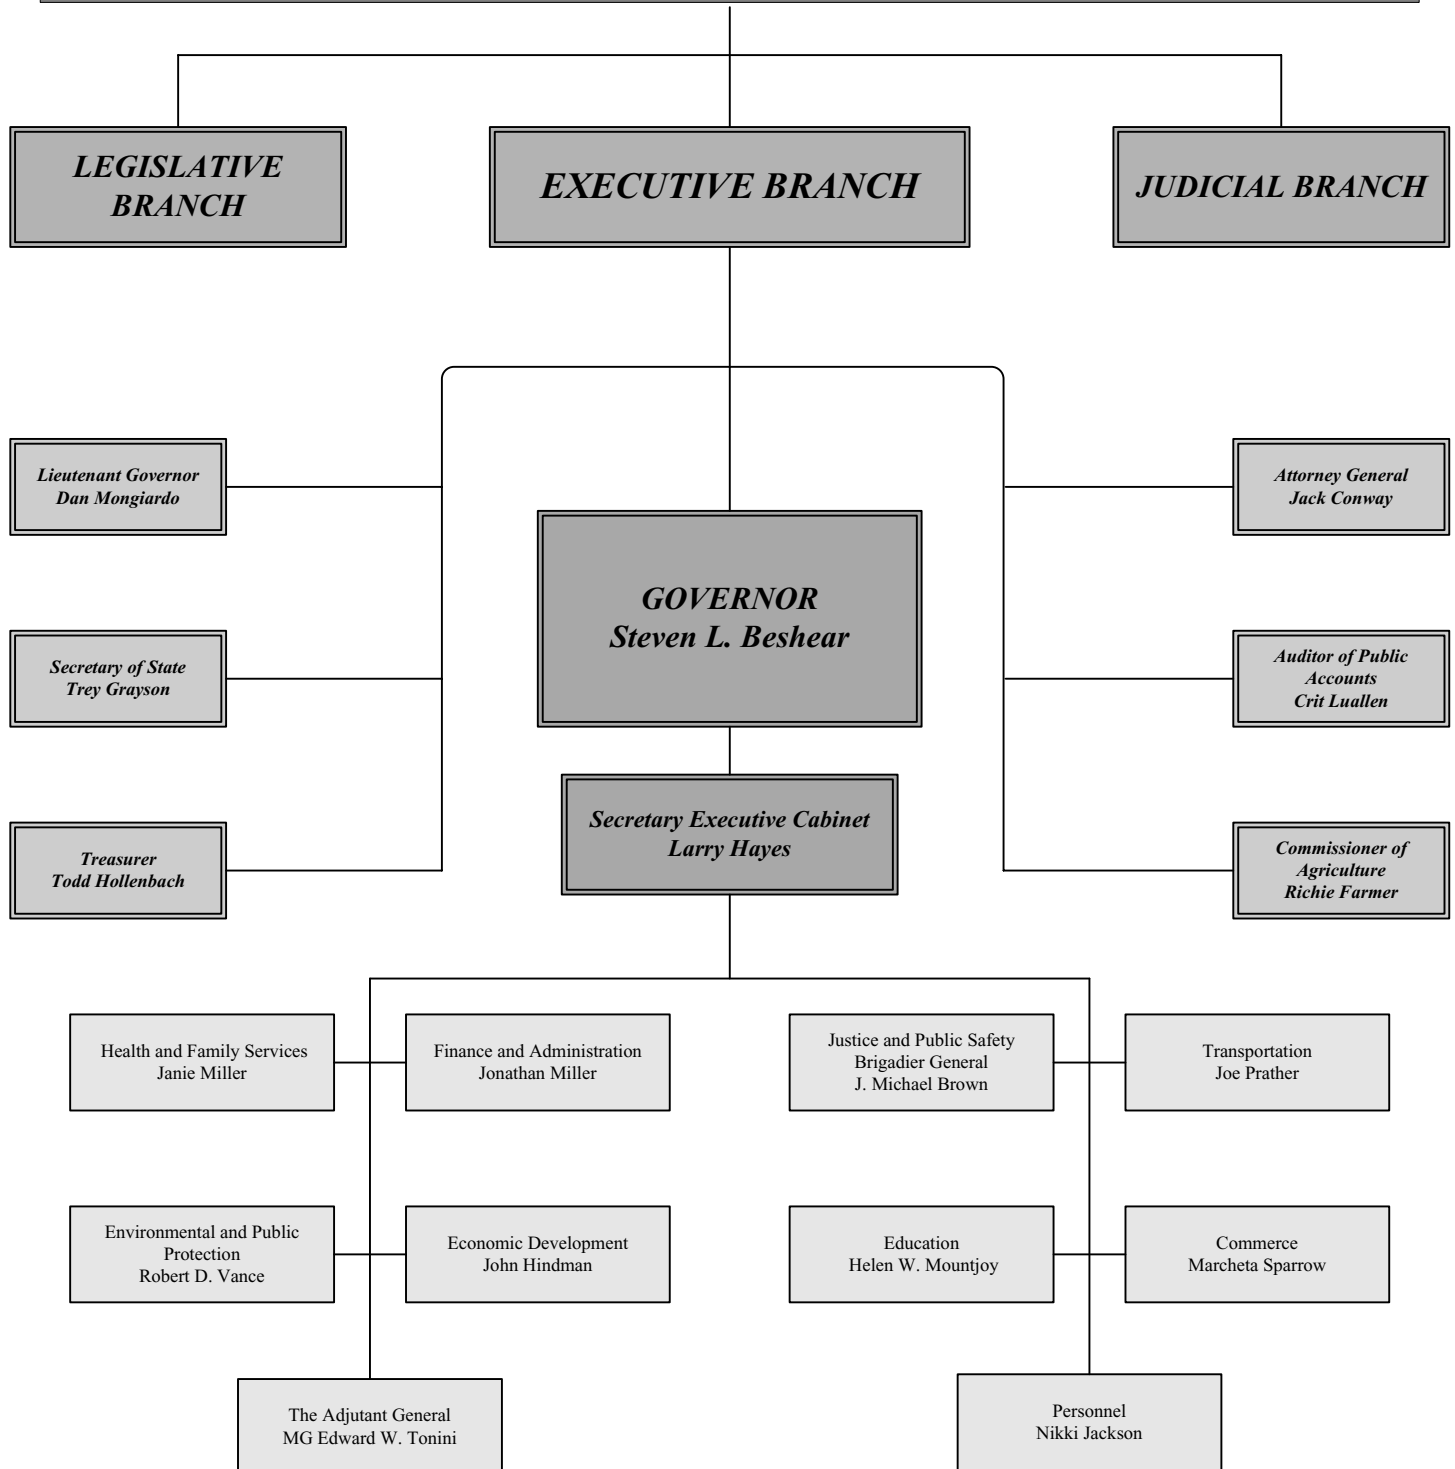 LEGISLATIVE
BRANCH
EXECUTIVE BRANCH
JUDICIAL BRANCH
Lieutenant Governor
Dan Mongiardo
Attorney General
Jack Conway
GOVERNOR
Steven L. Beshear
Secretary of State
Trey Grayson
Auditor of Public
Accounts
Crit Luallen
Secretary Executive Cabinet
Larry Hayes
Treasurer
Todd Hollenbach
Commissioner of
Agriculture
Richie Farmer
Health and Family Services
Janie Miller
Finance and Administration
Jonathan Miller
Justice and Public Safety
Brigadier General
J. Michael Brown
Transportation
Joe Prather
Environmental and Public
Protection
Robert D. Vance
Economic Development
John Hindman
Education
Helen W. Mountjoy
Commerce
Marcheta Sparrow
The Adjutant General
MG Edward W. Tonini
Personnel
Nikki Jackson